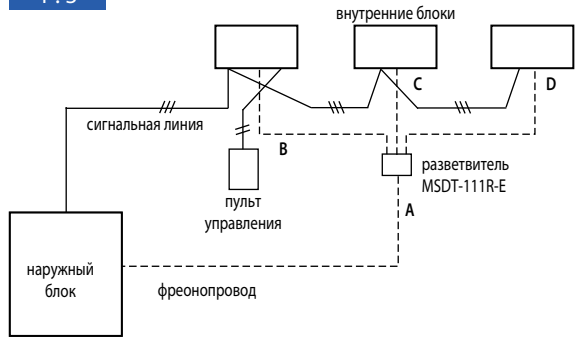 внутренние блоки
C
D
сигнальная линия
B
разветвитель
MSDT-111R-E
пульт
управления
A
наружный
блок
фреонопровод